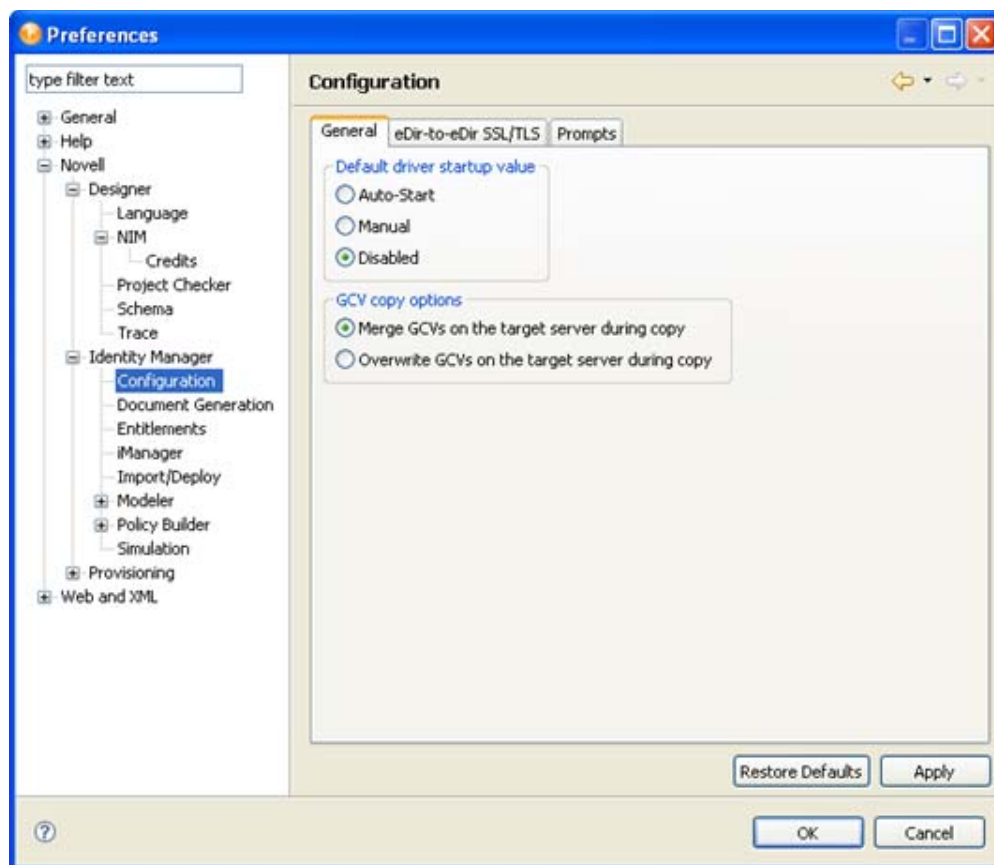 Preferences
type filter text
General
Help
Novell
Designer
Language
NIM
Credits
Project Checker
Schema
Trace
Identity Manager
Configuration
Document Generation
Entitlements
iManager
Import/Deploy
Modeler
Policy Builder
Simulation
Provisioning
Web and XML
Configuration
General
eDir-to-eDir SSL/TLS
Prompts
Default driver startup value
Auto-Start
Manual
Disabled
GCV copy options
Merge GCVs on the target server during copy
Overwrite GCVs on the target server during copy
Restore Defaults
Apply
OK
Cancel